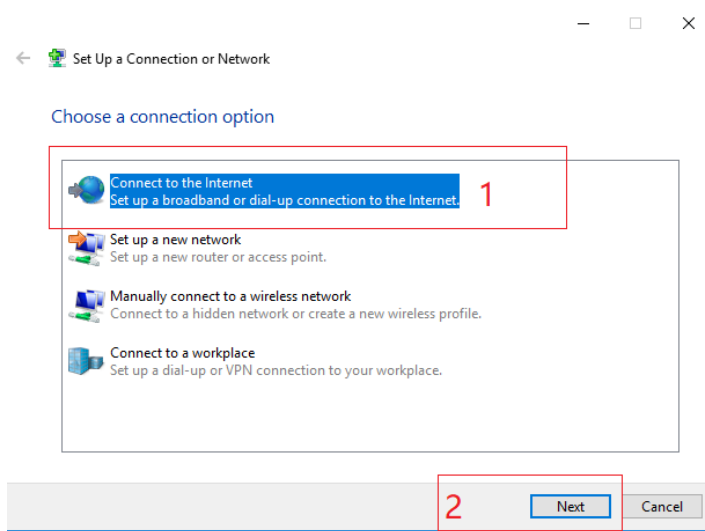 Set Up a Connection or Network
Choose a connection option
Connect to the Internet
Set up a broadband or dial-up connection to the Internet.
1
Set up a new network
Set up a new router or access point.
Manually connect to a wireless network
Connect to a hidden network or create a new wireless profile.
Connect to a workplace
Set up a dial-up or VPN connection to your workplace.
2
Next
Cancel